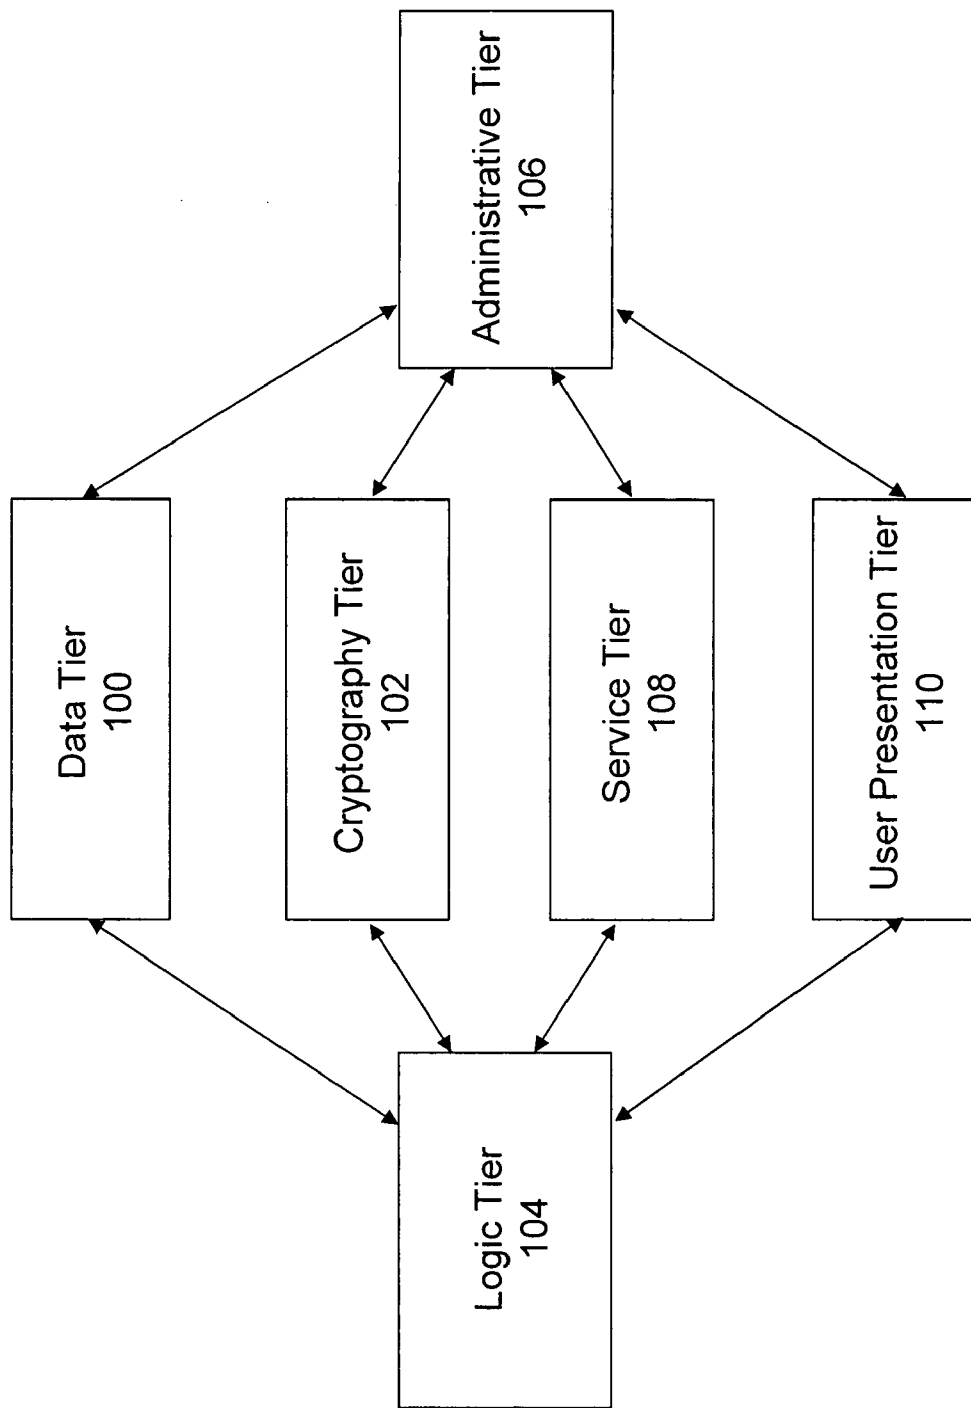 Data Tier
100
Cryptography Tier
102
Logic Tier
104
Administrative Tier
106
Service Tier
108
User Presentation Tier
110